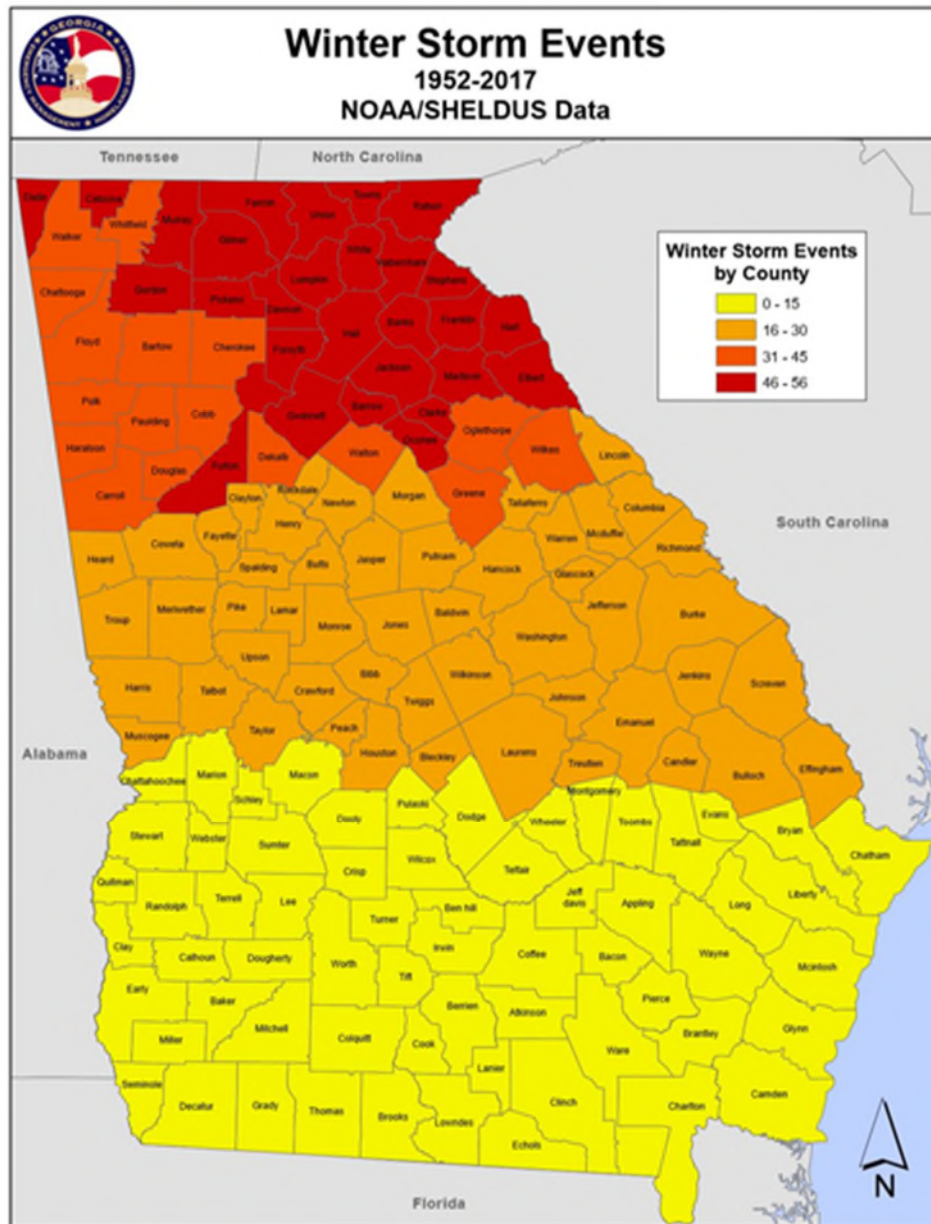 GEORGIA
Winter Storm Events
1952-2017
NOAA/SHELDUS Data
Tennessee
North Carolina
Winter Storm Events
by County
0 - 15
16 - 30
31 - 45
46 - 56
Dade
Catoosa
Walker
Whitfield
Murray
Fannin
Union
Towns
Rabun
Gilmer
White
Habersham
Lumpkin
Stephens
Chattooga
Gordon
Pickens
Dawson
Hall
Banks
Franklin
Hart
Floyd
Bartow
Cherokee
Forsyth
Jackson
Madison
Elbert
Polk
Paulding
Cobb
Gwinnett
Barrow
Clarke
Oconee
Oglethorpe
Wilkes
Lincoln
Haralson
Douglas
Fulton
Dekalb
Walton
Carroll
Clayton
Rockdale
Newton
Morgan
Greene
Taliaferro
Columbia
South Carolina
Heard
Coweta
Fayette
Henry
Spalding
Butts
Jasper
Putnam
Hancock
Warren
Mcduffie
Richmond
Glascock
Troup
Meriwether
Pike
Lamar
Monroe
Jones
Baldwin
Washington
Jefferson
Burke
Upson
Bibb
Wilkinson
Jenkins
Screven
Harris
Talbot
Crawford
Twiggs
Johnson
Emanuel
Muscogee
Taylor
Peach
Houston
Bleckley
Laurens
Treutlen
Candler
Bulloch
Effingham
Alabama
Chattahoochee
Marion
Macon
Schley
Pulaski
Dodge
Montgomery
Wheeler
Toombs
Tattnall
Evans
Bryan
Chatham
Stewart
Webster
Sumter
Dooly
Wilcox
Telfair
Crisp
Quitman
Randolph
Terrell
Lee
Turner
Ben hill
Jeff
davis
Appling
Long
Liberty
Clay
Calhoun
Dougherty
Worth
Tift
Irvin
Coffee
Bacon
Wayne
Mcintosh
Early
Baker
Mitchell
Berrien
Atkinson
Pierce
Miller
Colquitt
Cook
Ware
Brantley
Glynn
Lanier
Seminole
Decatur
Grady
Thomas
Brooks
Lowndes
Clinch
Charlton
Camden
Echols
Florida
N